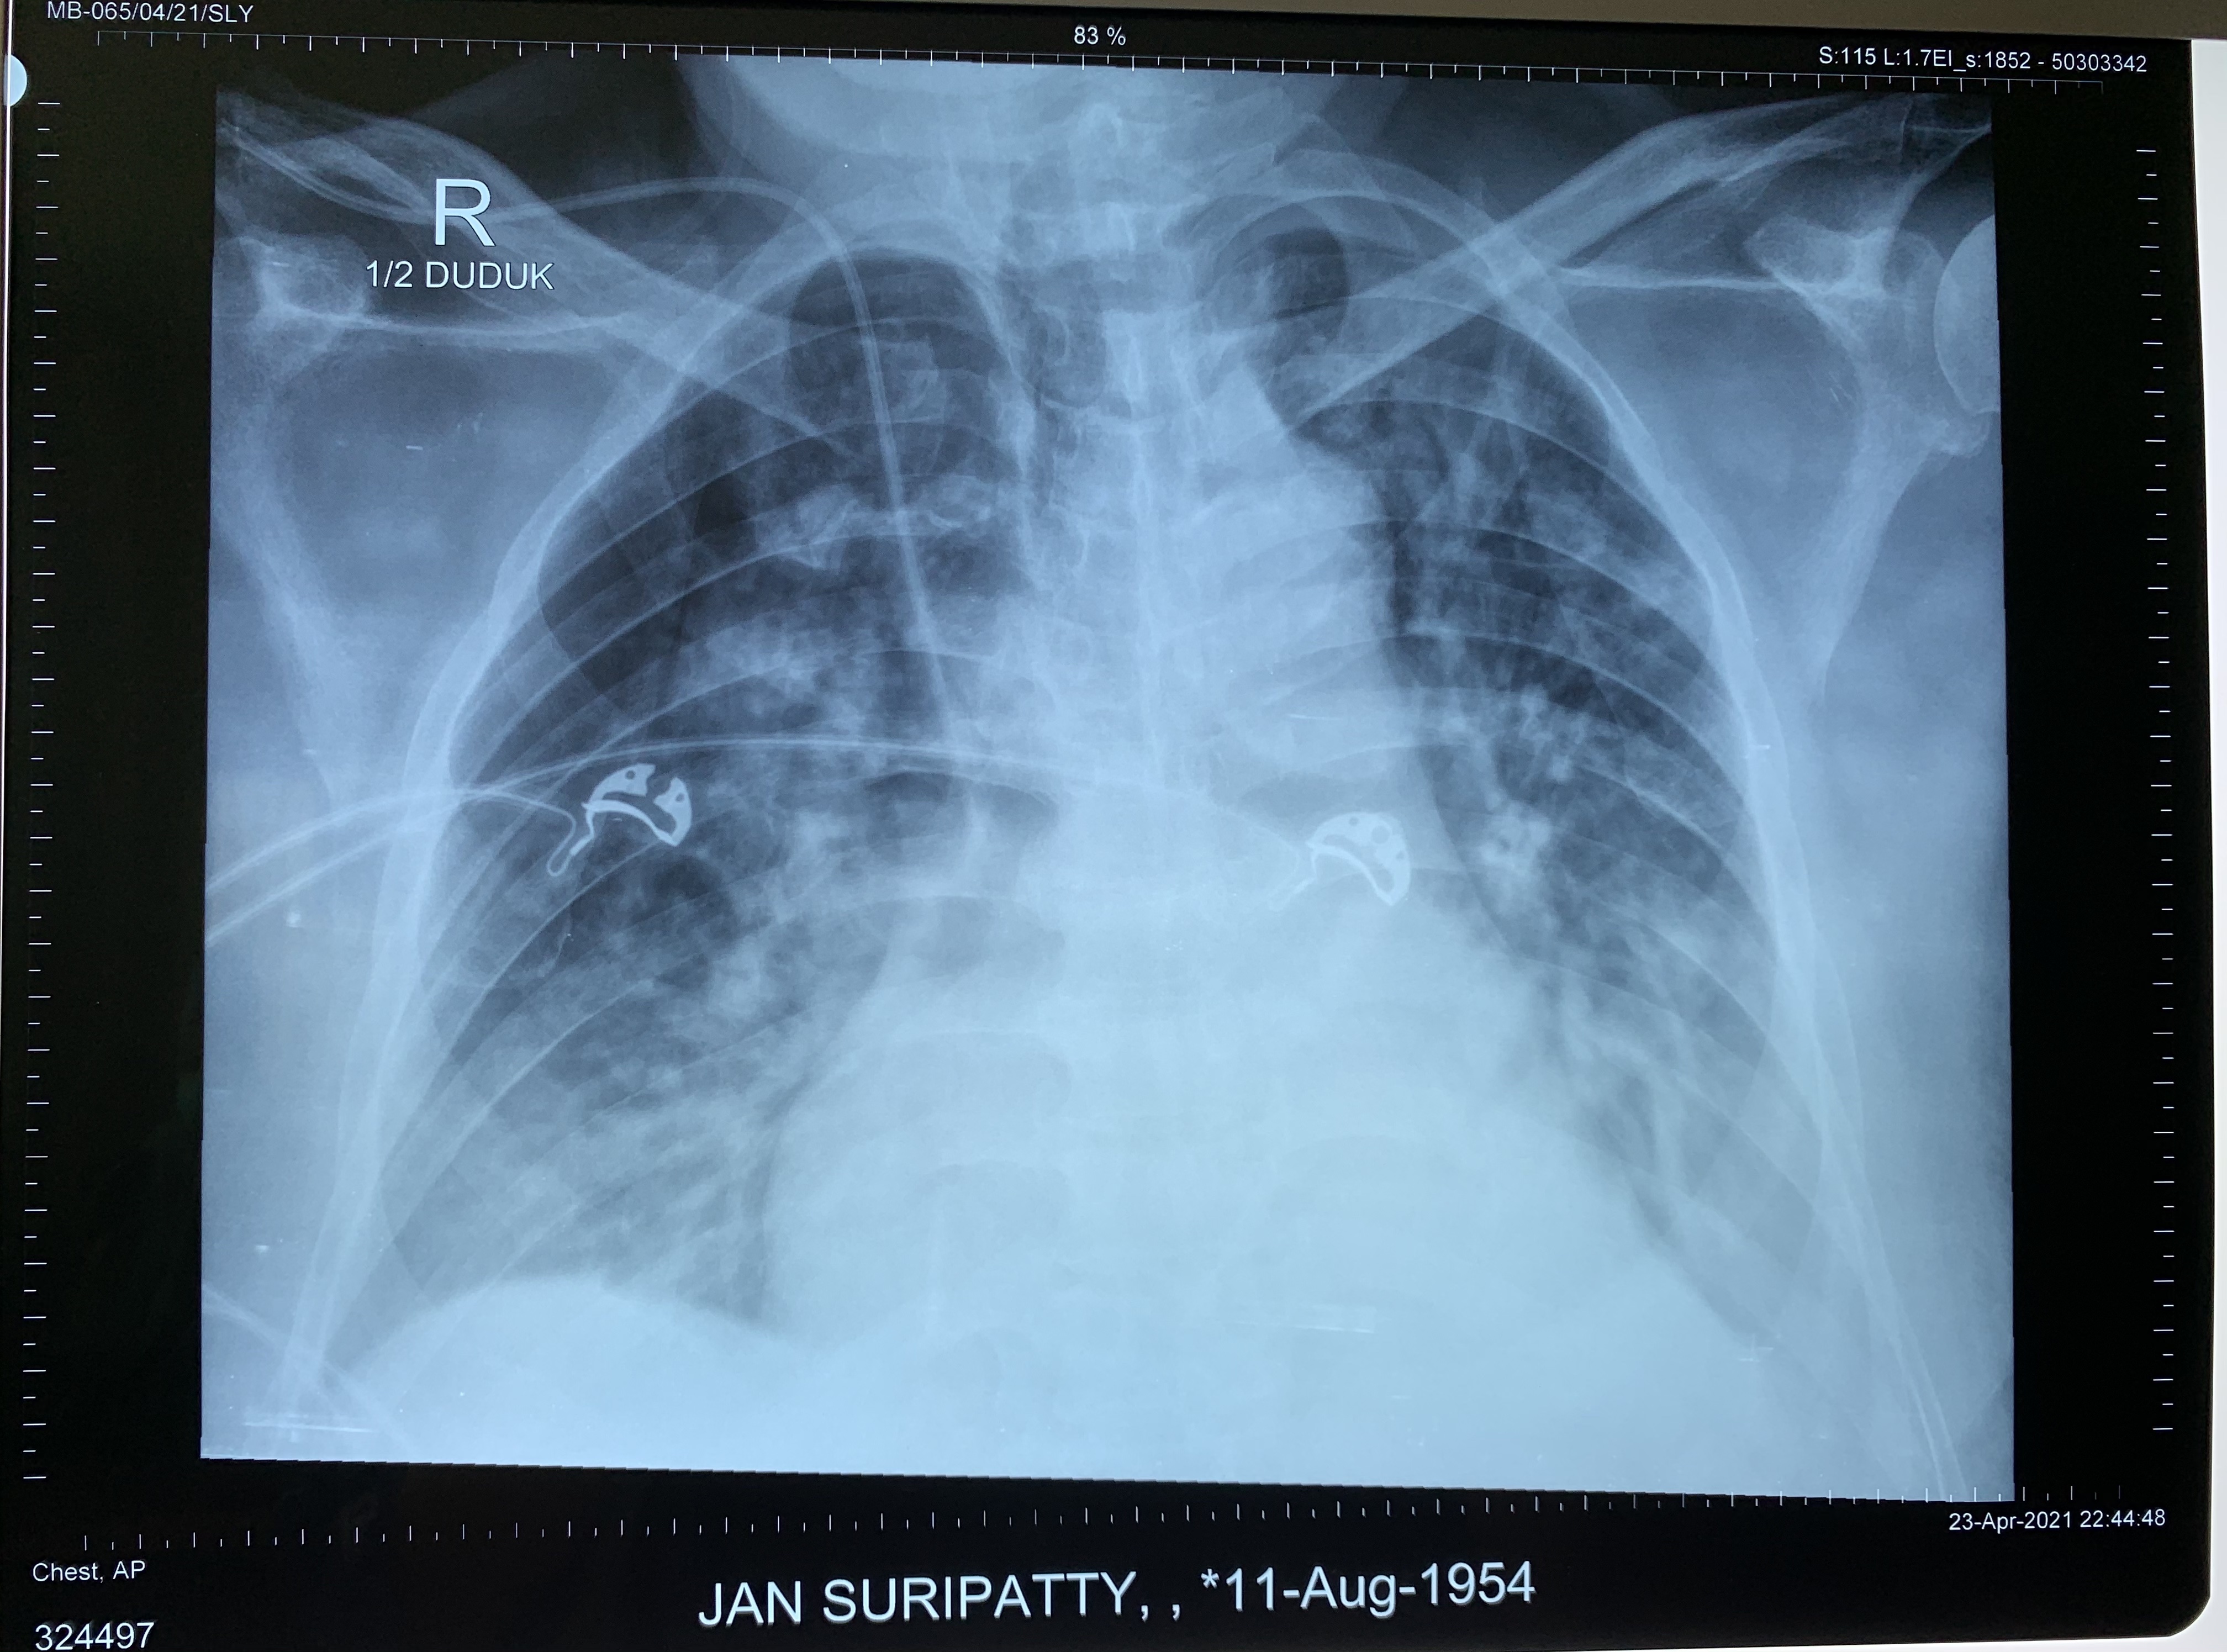 MB-065/04/21/SLY
83 %
S:115 L:1.7EI_s:1852 - 50303342
R
1/2 DUDUK
23-Apr-2021 22:44:48
Chest, AP
JAN SURIPATTY, , *11-Aug-1954
324497